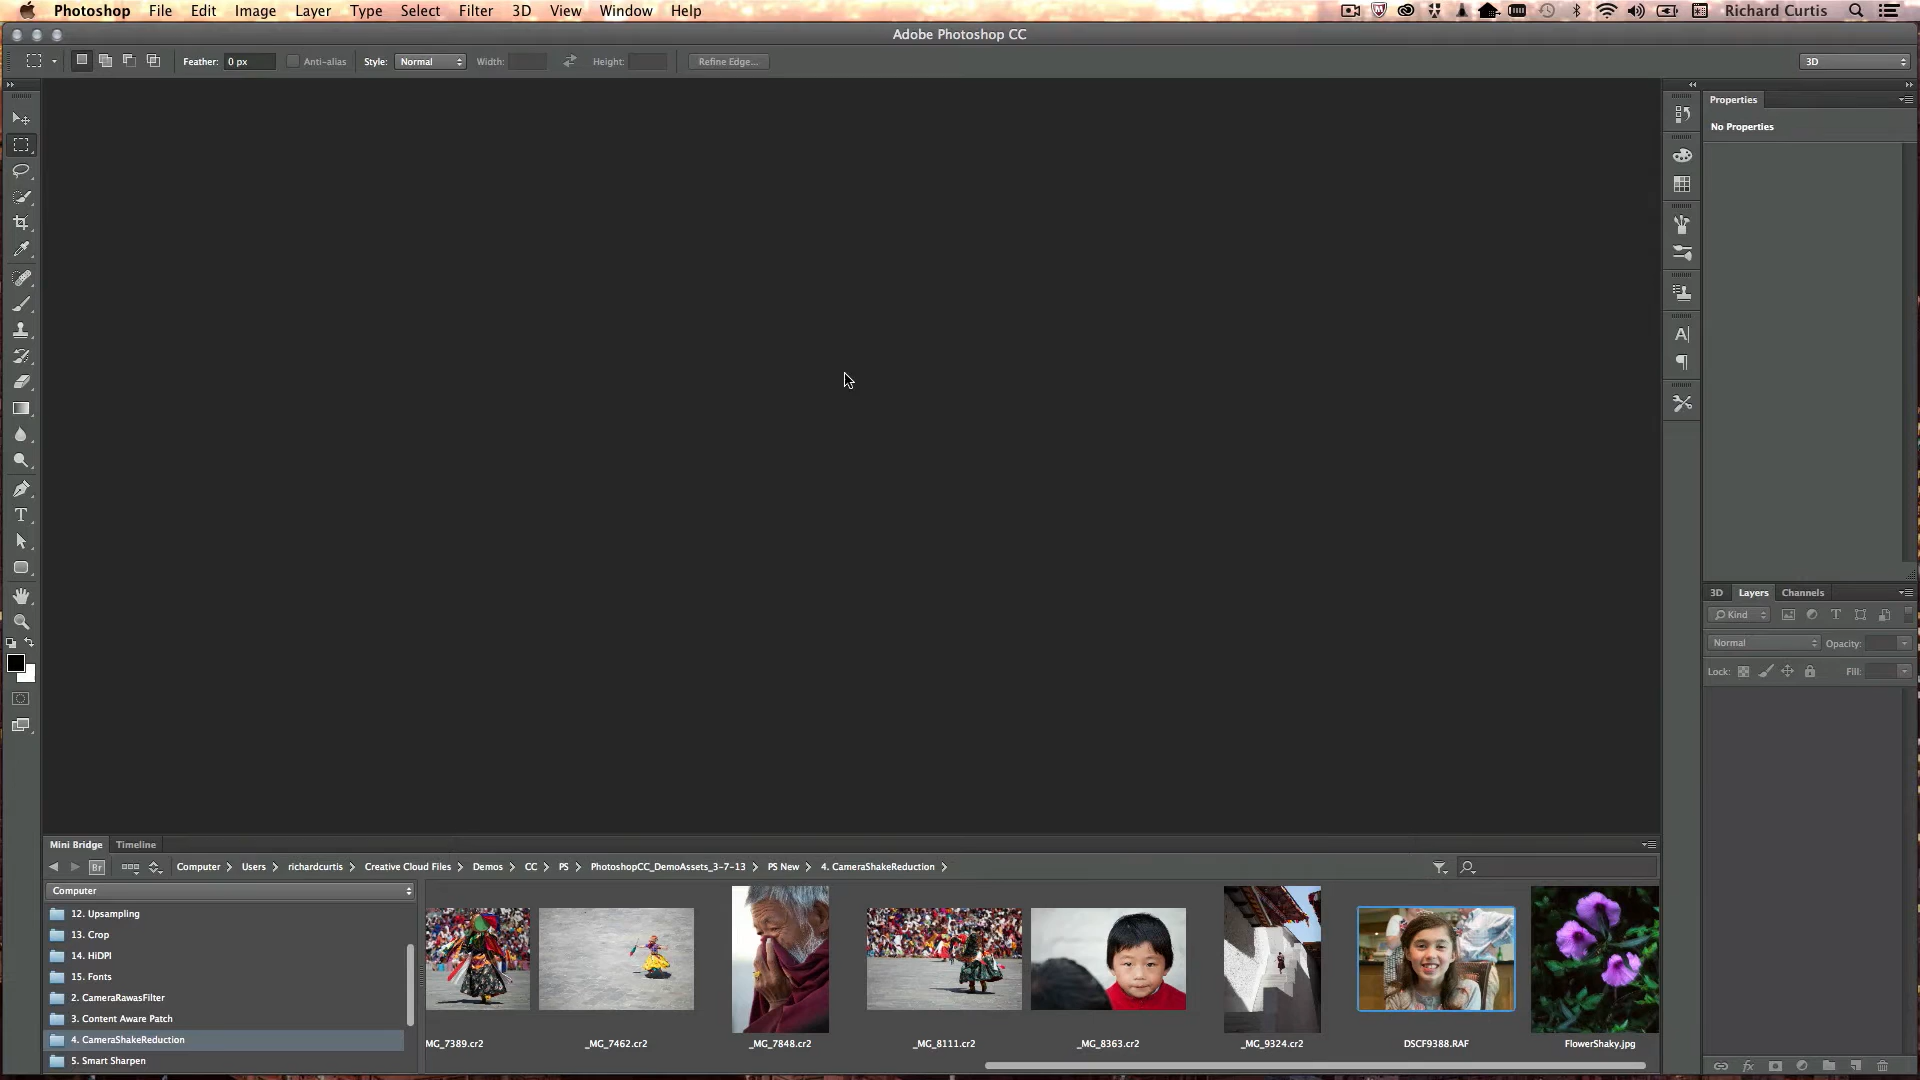 Photoshop File Edit Image Layer Type Select Filter 3D View Window Help Richard Curtis
Adobe Photoshop CC
Feather: 0 px Anti-alias Style: Normal Width: Height: Refine Edge... 3D
Properties
No Properties
3D Layers Channels
Kind
Normal Opacity:
Lock: Fill:
Mini Bridge Timeline
Br Computer Users richardcurtis Creative Cloud Files Demos CC PS PhotoshopCC_DemoAssets_3-7-13 PS New 4. CameraShakeReduction
Computer
12. Upsampling
13. Crop
14. HiDPI
15. Fonts
2. CameraRawasFilter
3. Content Aware Patch
4. CameraShakeReduction
5. Smart Sharpen
MG_7389.cr2 _MG_7462.cr2 _MG_7848.cr2 _MG_8111.cr2 _MG_8363.cr2 _MG_9324.cr2 DSCF9388.RAF FlowerShaky.jpg